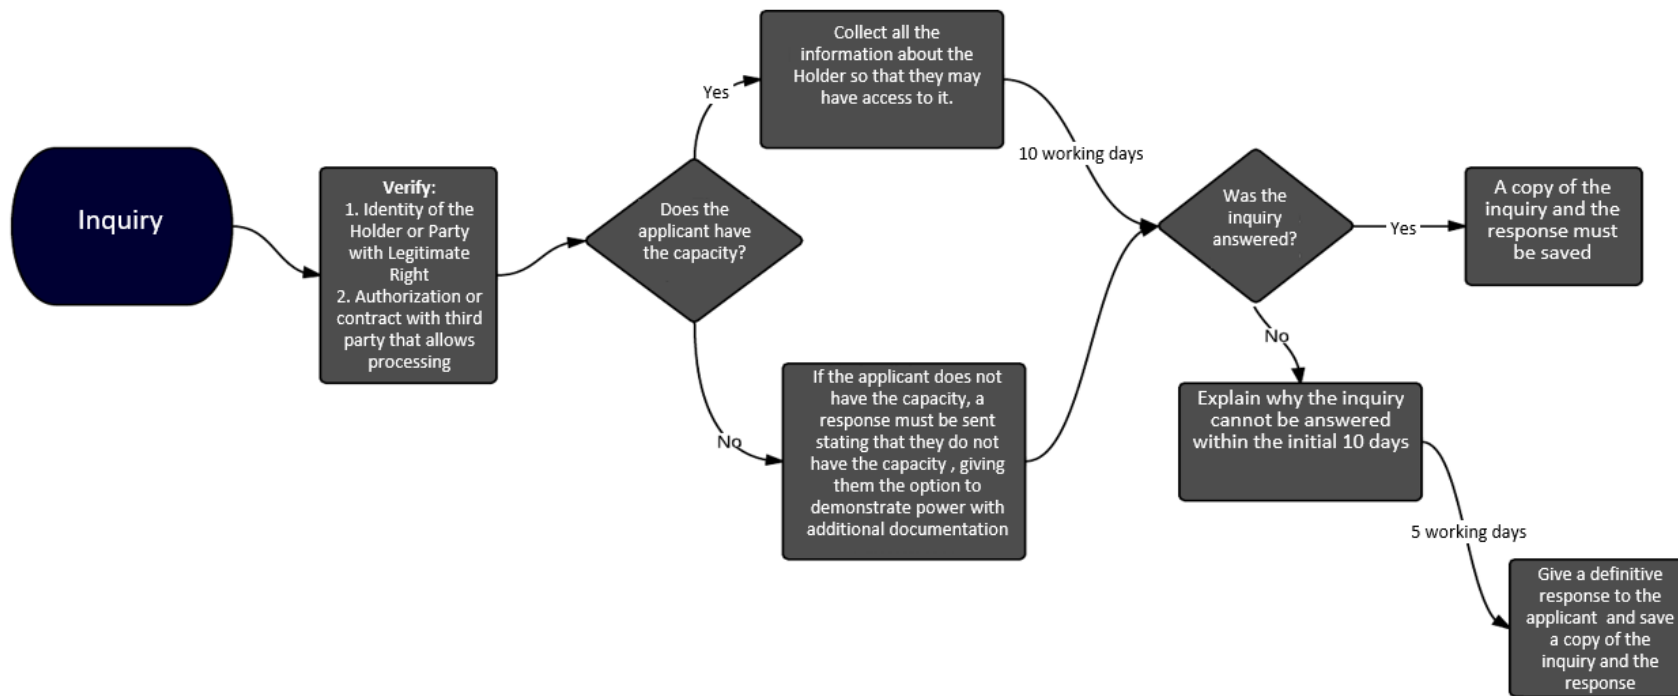 Inquiry
Verify:
1. Identity of the
Holder or Party
with Legitimate
Right
2. Authorization or
contract with third
party that allows
processing
Does the
applicant have
the capacity?
Yes
Collect all the
information about the
Holder so that they may
have access to it.
10 working days
No
If the applicant does not
have the capacity, a
response must be sent
stating that they do not
have the capacity , giving
them the option to
demonstrate power with
additional documentation
Was the
inquiry
answered?
Yes
A copy of the
inquiry and the
response must
be saved
No
Explain why the inquiry
cannot be answered
within the initial 10 days
5 working days
Give a definitive
response to the
applicant and save
a copy of the
inquiry and the
response